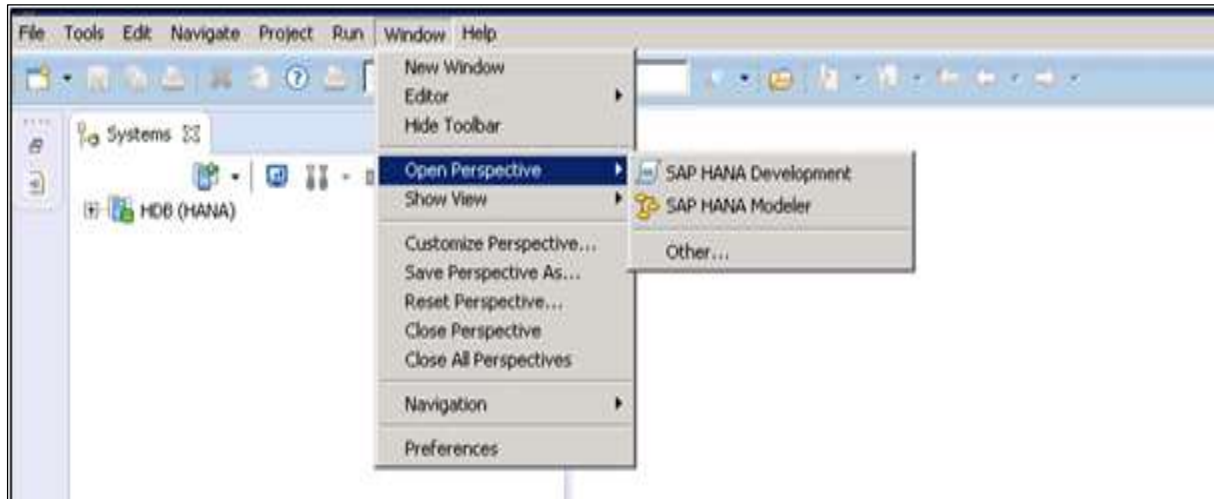 File Tools Edit Navigate Project Run Window Help
New Window
Editor
Hide Toolbar
Systems
Open Perspective
SAP HANA Development
HDB (HANA)
Show View
SAP HANA Modeler
Customize Perspective...
Other...
Save Perspective As...
Reset Perspective...
Close Perspective
Close All Perspectives
Navigation
Preferences